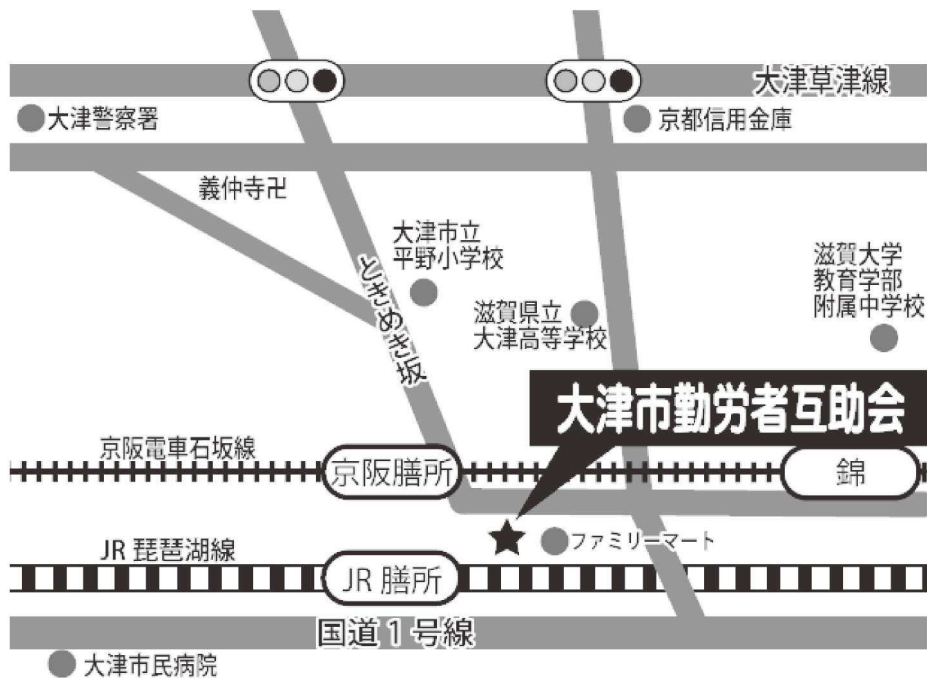 大津草津線
大津警察署
京都信用金庫
義仲寺卍
大津市立
平野小学校
ときめき坂
滋賀県立
大津高等学校
滋賀大学
教育学部
附属中学校
大津市勤労者互助会
京阪電車石坂線
京阪膳所
錦
ファミリーマート
JR 琵琶湖線
JR 膳所
国道1号線
大津市民病院